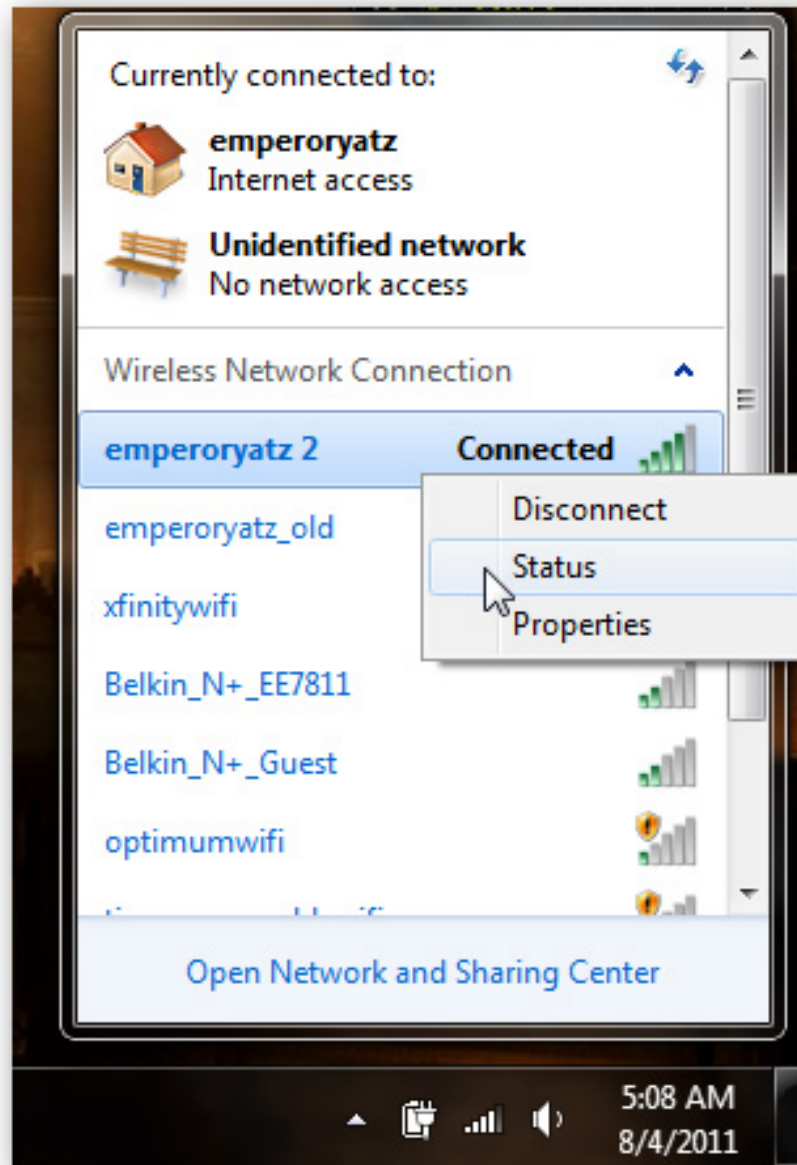 Currently connected to:
emperoryatz
Internet access
Unidentified network
No network access
Wireless Network Connection
emperoryatz 2 Connected
Disconnect
emperoryatz_old
Status
xfinitywifi
Properties
Belkin_N+_EE7811
Belkin_N+_Guest
optimumwifi
Open Network and Sharing Center
5:08 AM
8/4/2011